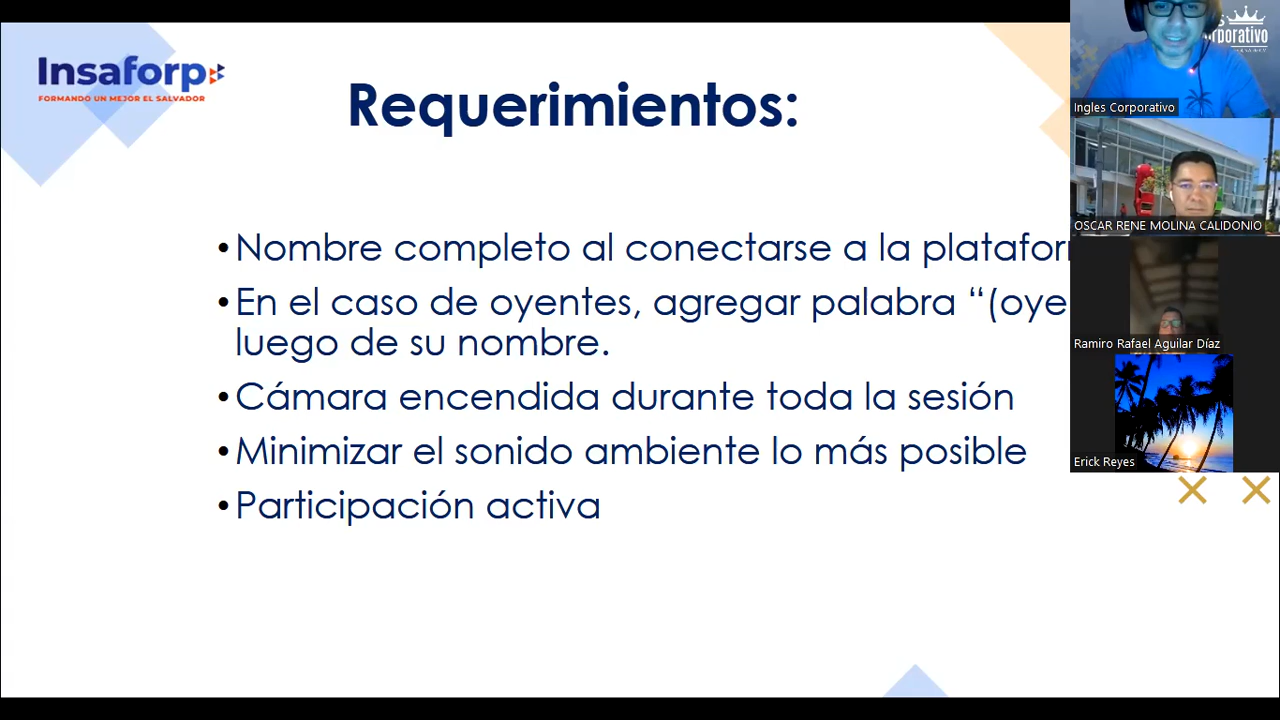 Insaforp
FORMANDO UN MEJOR EL SALVADOR
Requerimientos:
•Nombre completo al conectarse a la platafor
•En el caso de oyentes, agregar palabra “(oye
luego de su nombre.
•Cámara encendida durante toda la sesión
•Minimizar el sonido ambiente lo más posible
•Participación activa
orporativo
Ingles Corporativo
OSCAR RENE MOLINA CALIDONIO
Ramiro Rafael Aguilar Díaz
Erick Reyes